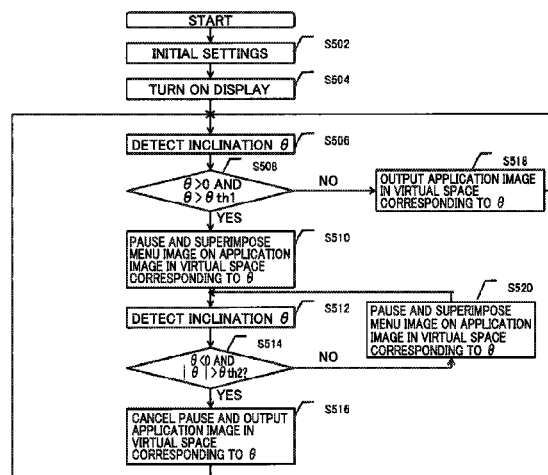 START
INITIAL SETTINGS
S502
TURN ON DISPLAY
S504
DETECT INCLINATION θ
S506
θ>0 AND
θ>θth1
S508
NO
YES
OUTPUT APPLICATION IMAGE
IN VIRTUAL SPACE
CORRESPONDING TO θ
S518
PAUSE AND SUPERIMPOSE
MENU IMAGE ON APPLICATION
IMAGE IN VIRTUAL SPACE
CORRESPONDING TO θ
S510
DETECT INCLINATION θ
S512
θ<0 AND
|θ|>θth2?
S514
NO
YES
PAUSE AND SUPERIMPOSE
MENU IMAGE ON APPLICATION
IMAGE IN VIRTUAL SPACE
CORRESPONDING TO θ
S520
CANCEL PAUSE AND OUTPUT
APPLICATION IMAGE IN
VIRTUAL SPACE
CORRESPONDING TO θ
S516